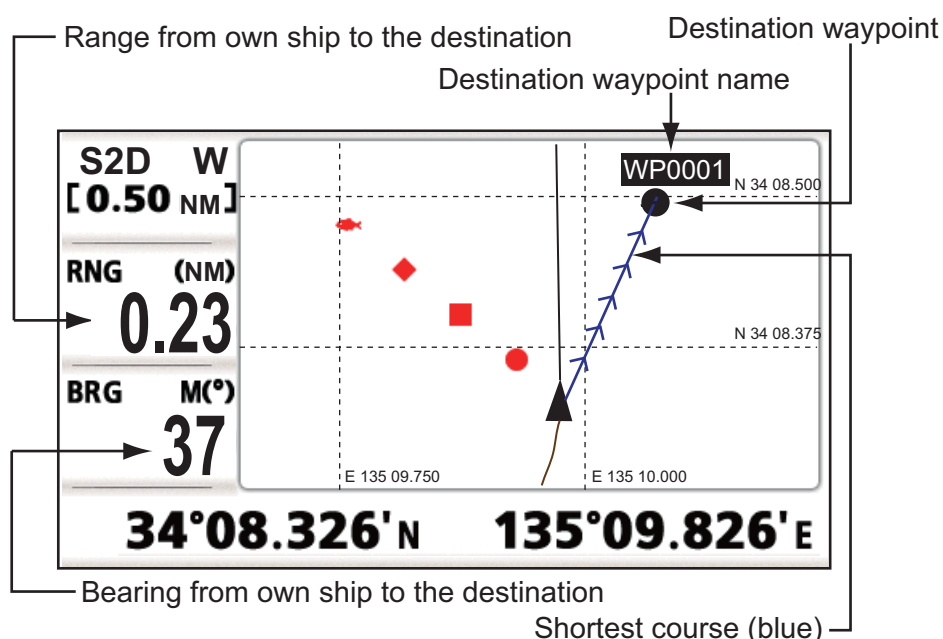 Range from own ship to the destination
Destination waypoint
Destination waypoint name
S2D W
[0.50 NM]
WP0001
N 34 08.500
RNG (NM)
0.23
N 34 08.375
BRG M(°)
37
E 135 09.750
E 135 10.000
34°08.326'N 135°09.826'E
Bearing from own ship to the destination
Shortest course (blue)